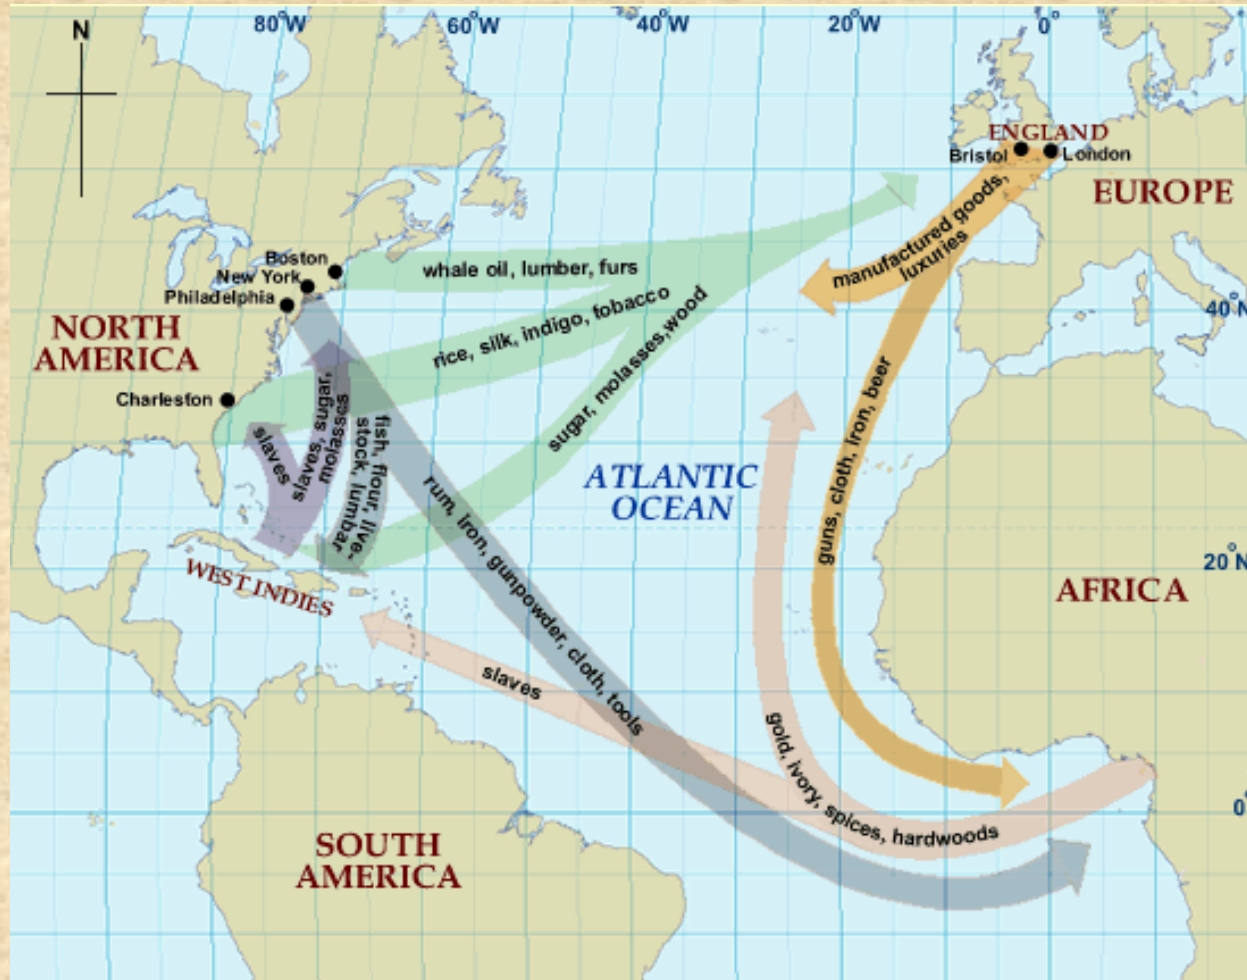 N
80°W
60°W
40°W
20°W
0°
ENGLAND
Bristol
London
EUROPE
manufactured goods,
luxuries
Boston
New York
Philadelphia
whale oil, lumber, furs
NORTH
AMERICA
rice, silk, indigo, tobacco
sugar, molasses,wood
40°N
Charleston
slaves
slaves, sugar,
molasses
fish, flour, live-
stock, lumbar
guns, cloth, iron, beer
ATLANTIC
OCEAN
rum, iron, gunpowder, cloth, tools
WEST INDIES
20°N
AFRICA
slaves
gold, ivory, spices, hardwoods
0°
SOUTH
AMERICA